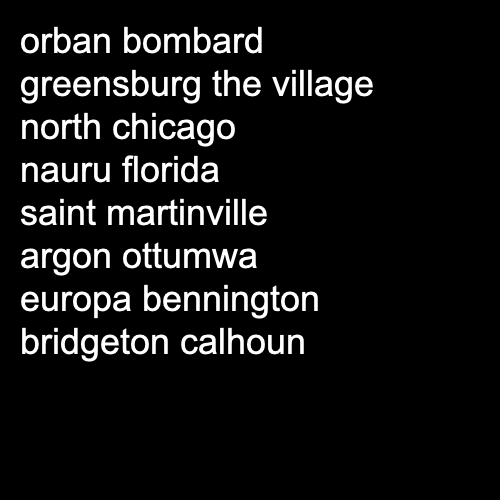 orban bombard
greensburg the village
north chicago
nauru florida
saint martinville
argon ottumwa
europa bennington
bridgeton calhoun